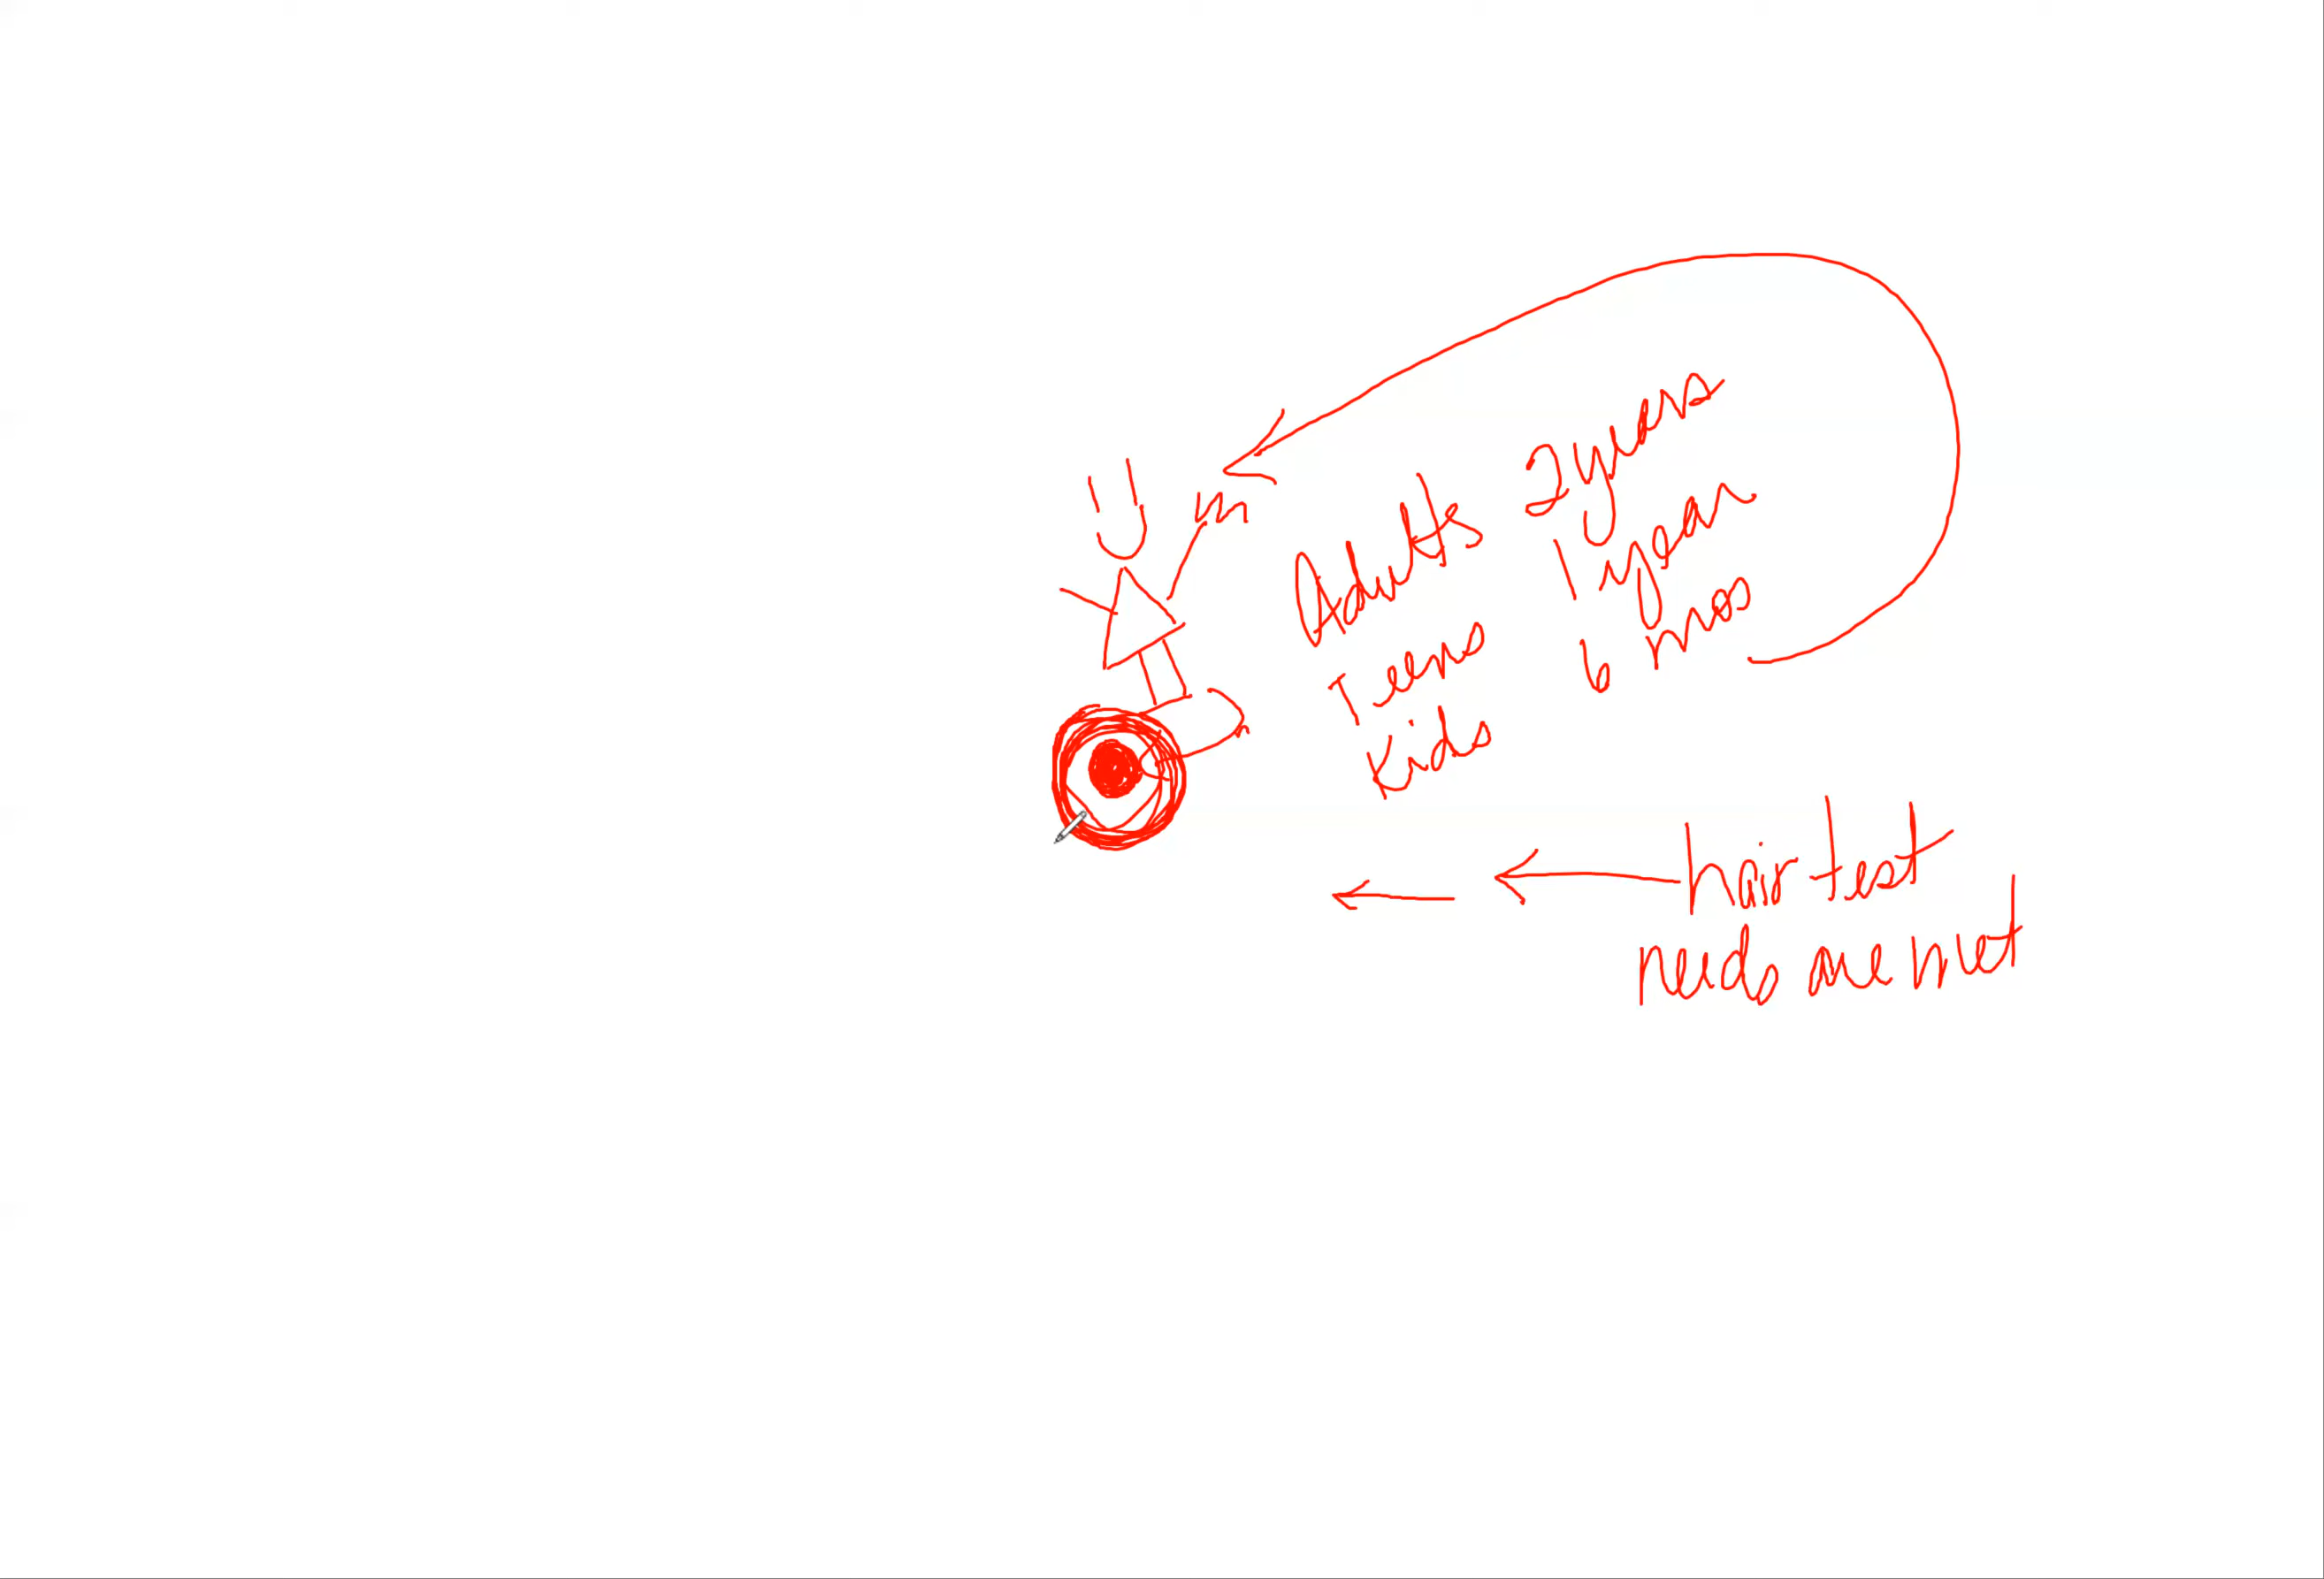 Adults 2 years
Teens 1 year
Kids 6 mos
hair test
needs are met